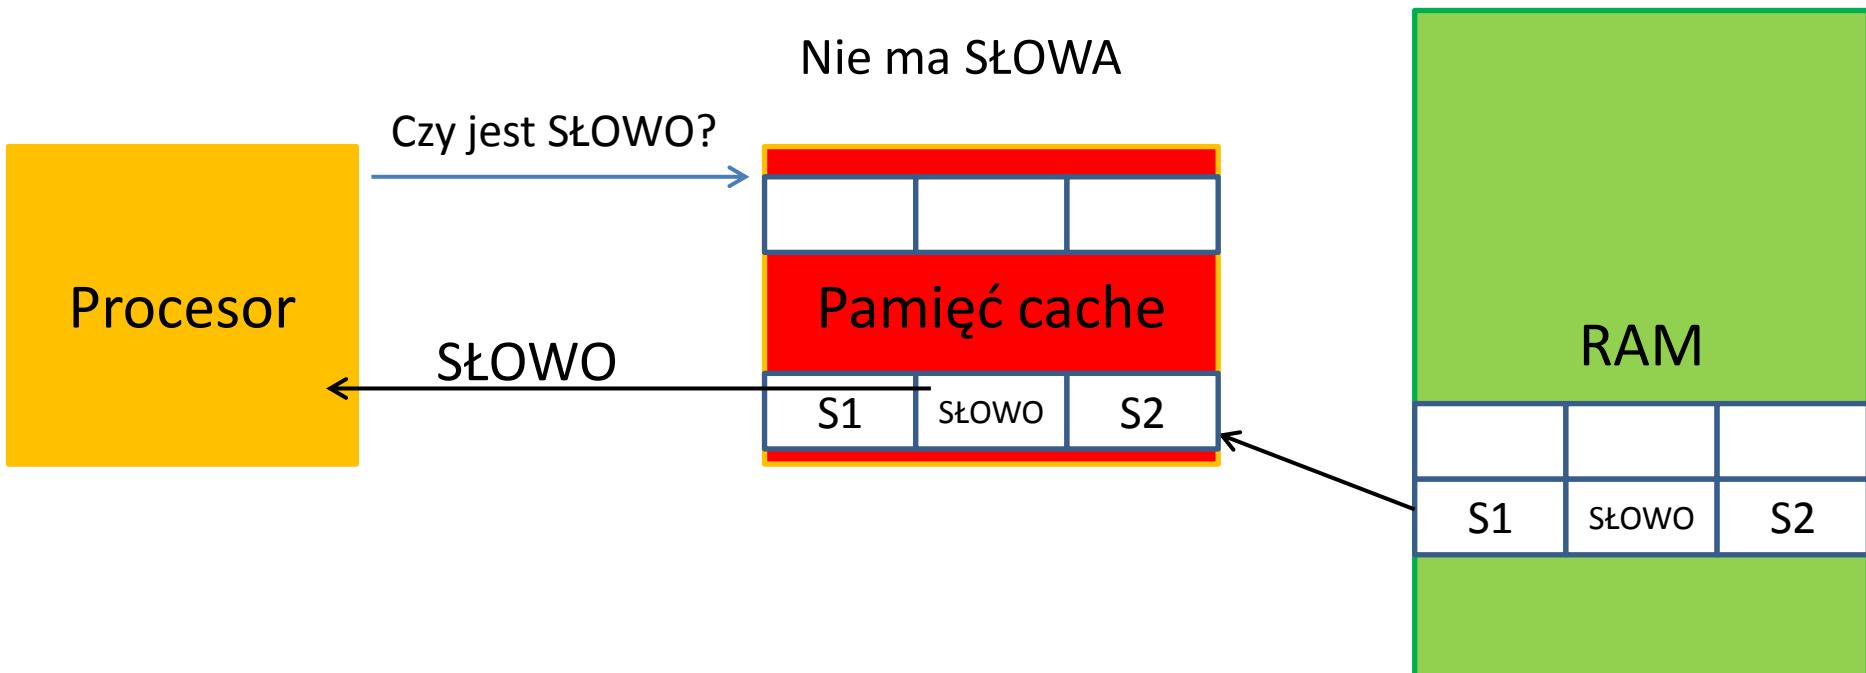 Nie ma SŁOWA
Czy jest SŁOWO?
Procesor
Pamięć cache
SŁOWO
RAM
S1 SŁOWO S2
S1 SŁOWO S2